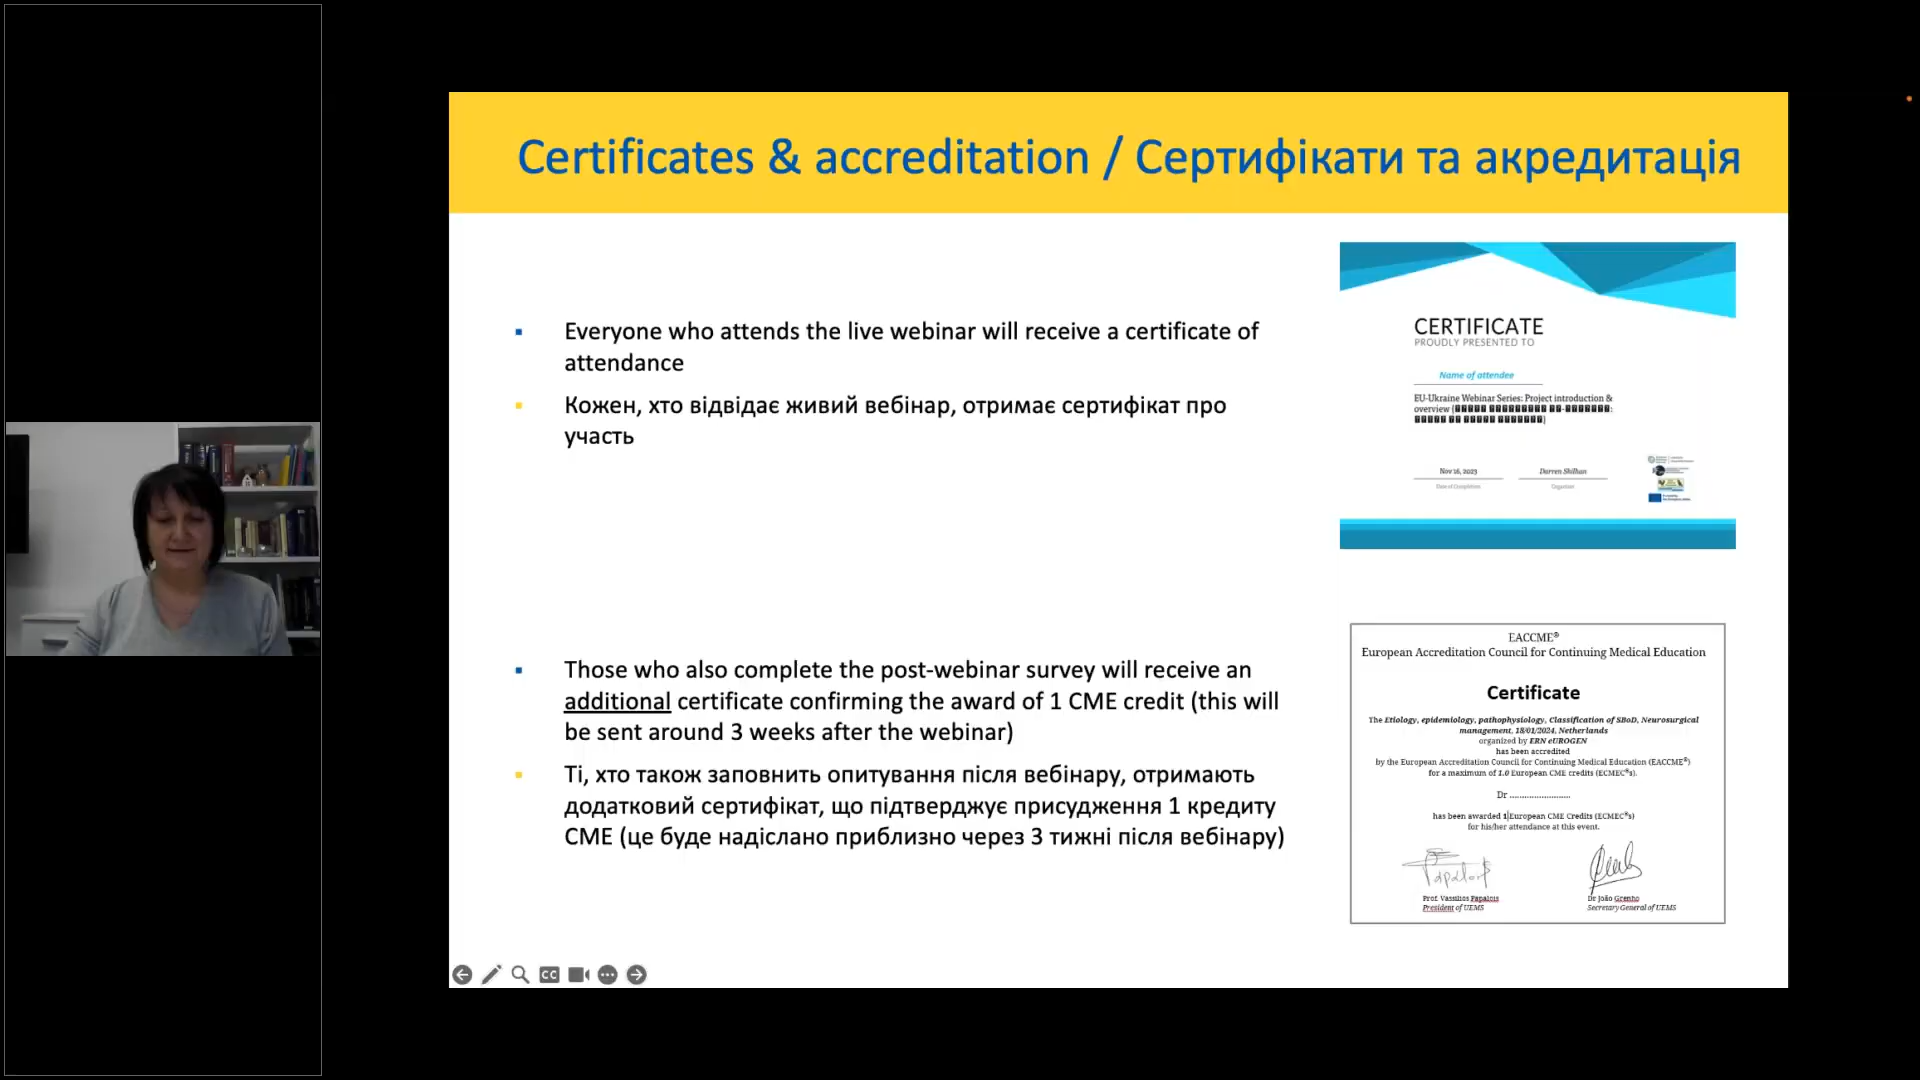 Certificates & accreditation / Сертифікати та акредитація
Everyone who attends the live webinar will receive a certificate of
attendance
Кожен, хто відвідає живий вебінар, отримає сертифікат про
участь
Those who also complete the post-webinar survey will receive an
additional certificate confirming the award of 1 CME credit (this will
be sent around 3 weeks after the webinar)
Ті, хто також заповнить опитування після вебінару, отримають
додатковий сертифікат, що підтверджує присудження 1 кредиту
CME (це буде надіслано приблизно через 3 тижні після вебінару)
CERTIFICATE
PROUDLY PRESENTED TO
Name of attendee
EU-Ukraine Webinar Series: Project introduction &
overview
Nov 16, 2023
Darren Shilhan
Date of Completion
Organizer
EACCME®
European Accreditation Council for Continuing Medical Education
Certificate
The Etiology, epidemiology, pathophysiology, Classification of SBoD, Neurosurgical
management, 18/01/2024, Netherlands
organized by ERN eUROGEN
has been accredited
by the European Accreditation Council for Continuing Medical Education (EACCME®)
for a maximum of 1.0 European CME credits (ECMEC®s).
Dr ........................
has been awarded 1 European CME Credits (ECMEC®s)
for his/her attendance at this event.
Prof. Vassilios Papalois
President of UEMS
Dr João Grenho
Secretary General of UEMS
CC